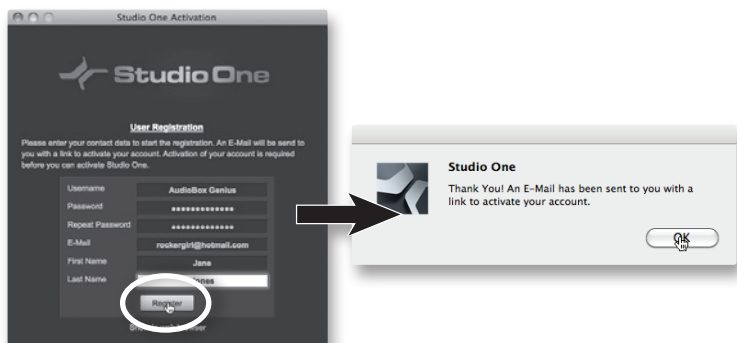 Studio One Activation
Studio One
User Registration
Please enter your contact data to start the registration. An E-Mail will be send to
you with a link to activate your account. Activation of your account is required
before you can activate Studio One.
Username AudioBox Genius
Password •••••••••••••
Repeat Password •••••••••••••
E-Mail rockergirl@hotmail.com
First Name Jane
Last Name Jones
Register
Studio One
Thank You! An E-Mail has been sent to you with a
link to activate your account.
OK